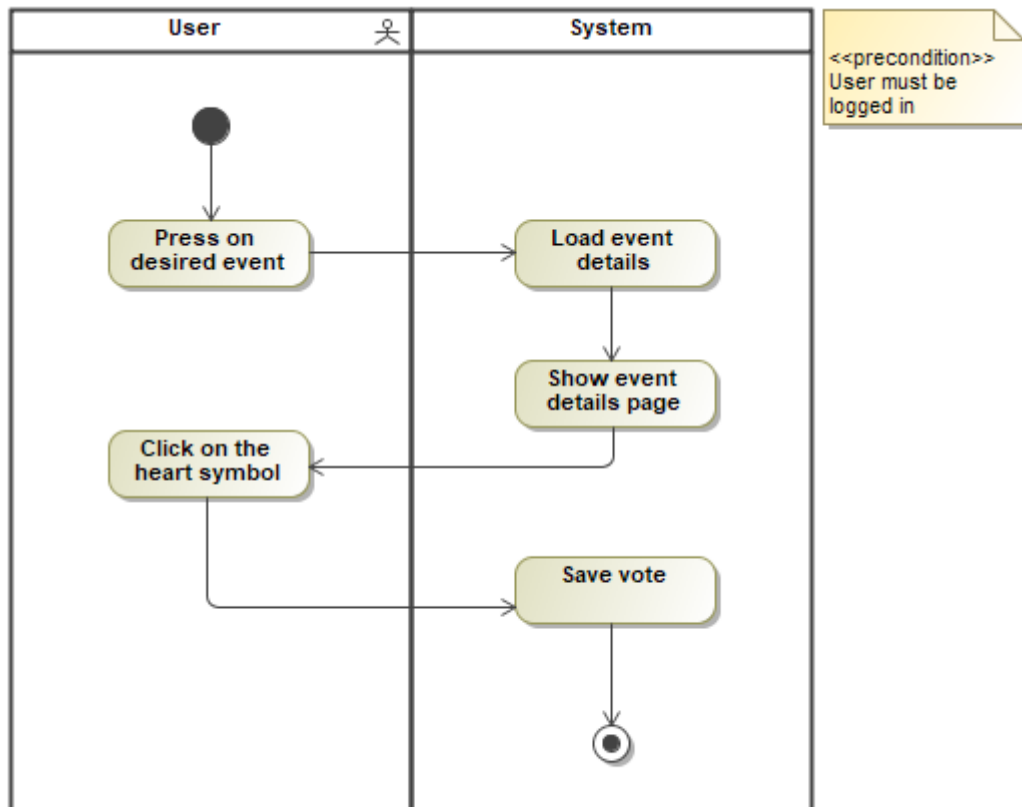 User
System
<<precondition>>
User must be
logged in
Press on
desired event
Load event
details
Show event
details page
Click on the
heart symbol
Save vote